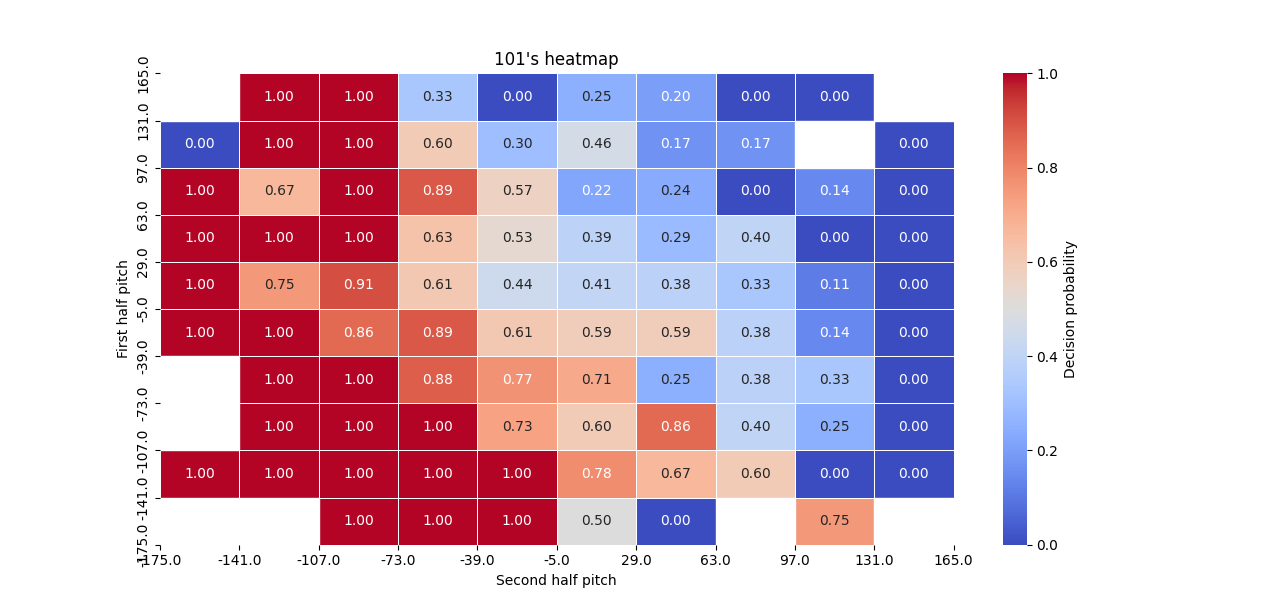 101's heatmap
165.0
131.0
97.0
63.0
29.0
-5.0
-39.0
-73.0
-107.0
-141.0
-175.0
First half pitch
1.00 1.00 0.33 0.00 0.25 0.20 0.00 0.00
0.00 1.00 1.00 0.60 0.30 0.46 0.17 0.17 0.00
1.00 0.67 1.00 0.89 0.57 0.22 0.24 0.00 0.14 0.00
1.00 1.00 1.00 0.63 0.53 0.39 0.29 0.40 0.00 0.00
1.00 0.75 0.91 0.61 0.44 0.41 0.38 0.33 0.11 0.00
1.00 1.00 0.86 0.89 0.61 0.59 0.59 0.38 0.14 0.00
1.00 1.00 0.88 0.77 0.71 0.25 0.38 0.33 0.00
1.00 1.00 1.00 0.73 0.60 0.86 0.40 0.25 0.00
1.00 1.00 1.00 1.00 1.00 0.78 0.67 0.60 0.00 0.00
1.00 1.00 1.00 0.50 0.00 0.75
-175.0 -141.0 -107.0 -73.0 -39.0 -5.0 29.0 63.0 97.0 131.0 165.0
Second half pitch
1.0
0.8
0.6
0.4
0.2
0.0
Decision probability